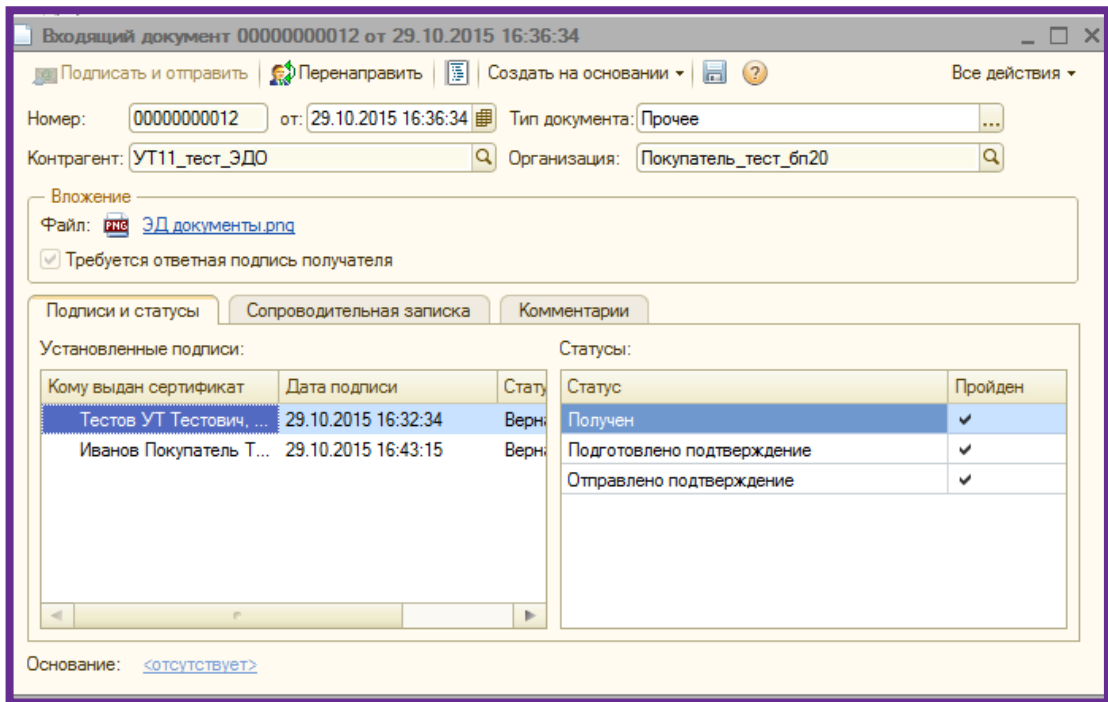 Входящий документ 00000000012 от 29.10.2015 16:36:34
Подписать и отправить Перенаправить Создать на основании Все действия
Номер: 00000000012 от: 29.10.2015 16:36:34 Тип документа: Прочее ...
Контрагент: УТ11_тест_ЭДО Организация: Покупатель_тест_бп20
Вложение
Файл: PNG ЭД документы.png
Требуется ответная подпись получателя
Подписи и статусы Сопроводительная записка Комментарии
Установленные подписи: Статусы:
Кому выдан сертификат Дата подписи Стату Статус Пройден
Тестов УТ Тестович, ... 29.10.2015 16:32:34 Верна Получен
Иванов Покупатель Т... 29.10.2015 16:43:15 Верна Подготовлено подтверждение
Отправлено подтверждение
Основание: <отсутствует>